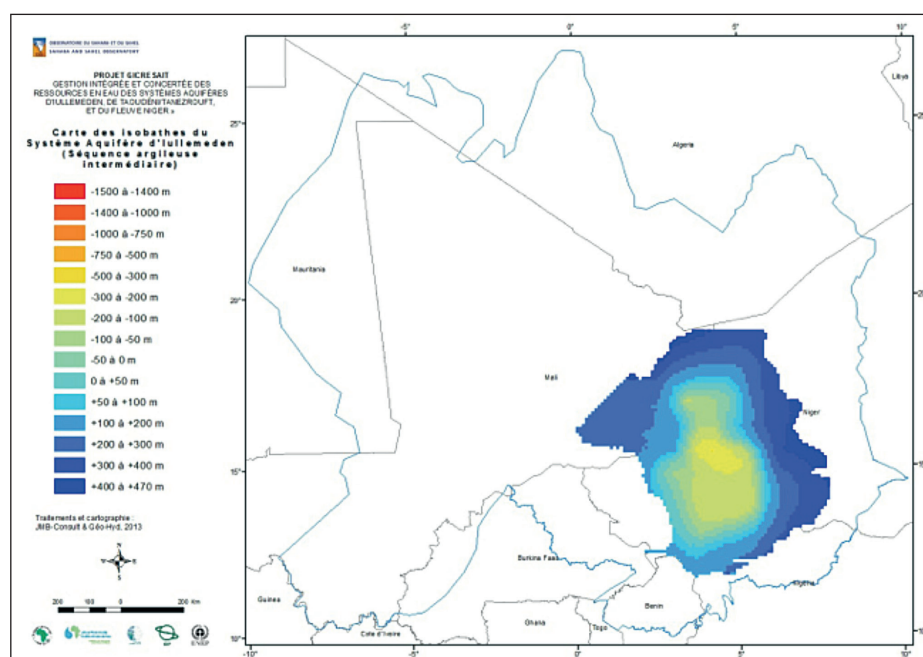 OBSERVATOIRE DU SAHARA ET DU SAHEL
SAHARA AND SAHEL OBSERVATORY
PROJET GICRESAIT
GESTION INTÉGRÉE ET CONCERTÉE DES
RESSOURCES EN EAU DES SYSTÈMES AQUIFÈRES
D'IULLEMEDEN, DE TAOUDÉNI/TANEZROUFT,
ET DU FLEUVE NIGER »
Carte des isobathes du
Système Aquifère d'Iullemeden
(Séquence argileuse
intermédiaire)
-1500 à -1400 m
-1400 à -1000 m
-1000 à -750 m
-750 à -500 m
-500 à -300 m
-300 à -200 m
-200 à -100 m
-100 à -50 m
-50 à 0 m
0 à +50 m
+50 à +100 m
+100 à +200 m
+200 à +300 m
+300 à +400 m
+400 à +470 m
Traitements et cartographie :
JMB-Consult & Géo-Hyd, 2013
N
S
200 100 0 200 Km
UNEP
-5° 0° 5° 10°
25°
20°
15°
10°
-10° -5° 0° 5° 10°
Libya
Algeria
Mauritania
Mali
Niger
Burkina Faso
Guinea
Cote d'Ivoire
Ghana
Togo
Benin